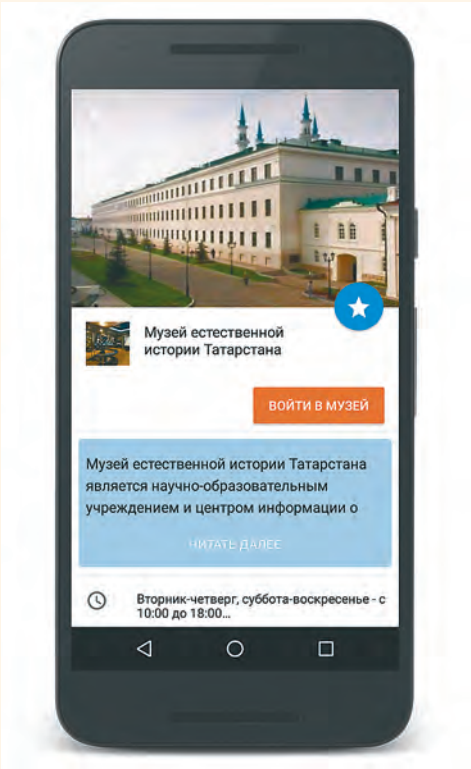 Музей естественной
истории Татарстана
ВОЙТИ В МУЗЕЙ
Музей естественной истории Татарстана
является научно-образовательным
учреждением и центром информации о
ЧИТАТЬ ДАЛЕЕ
Вторник-четверг, суббота-воскресенье - с
10:00 до 18:00...